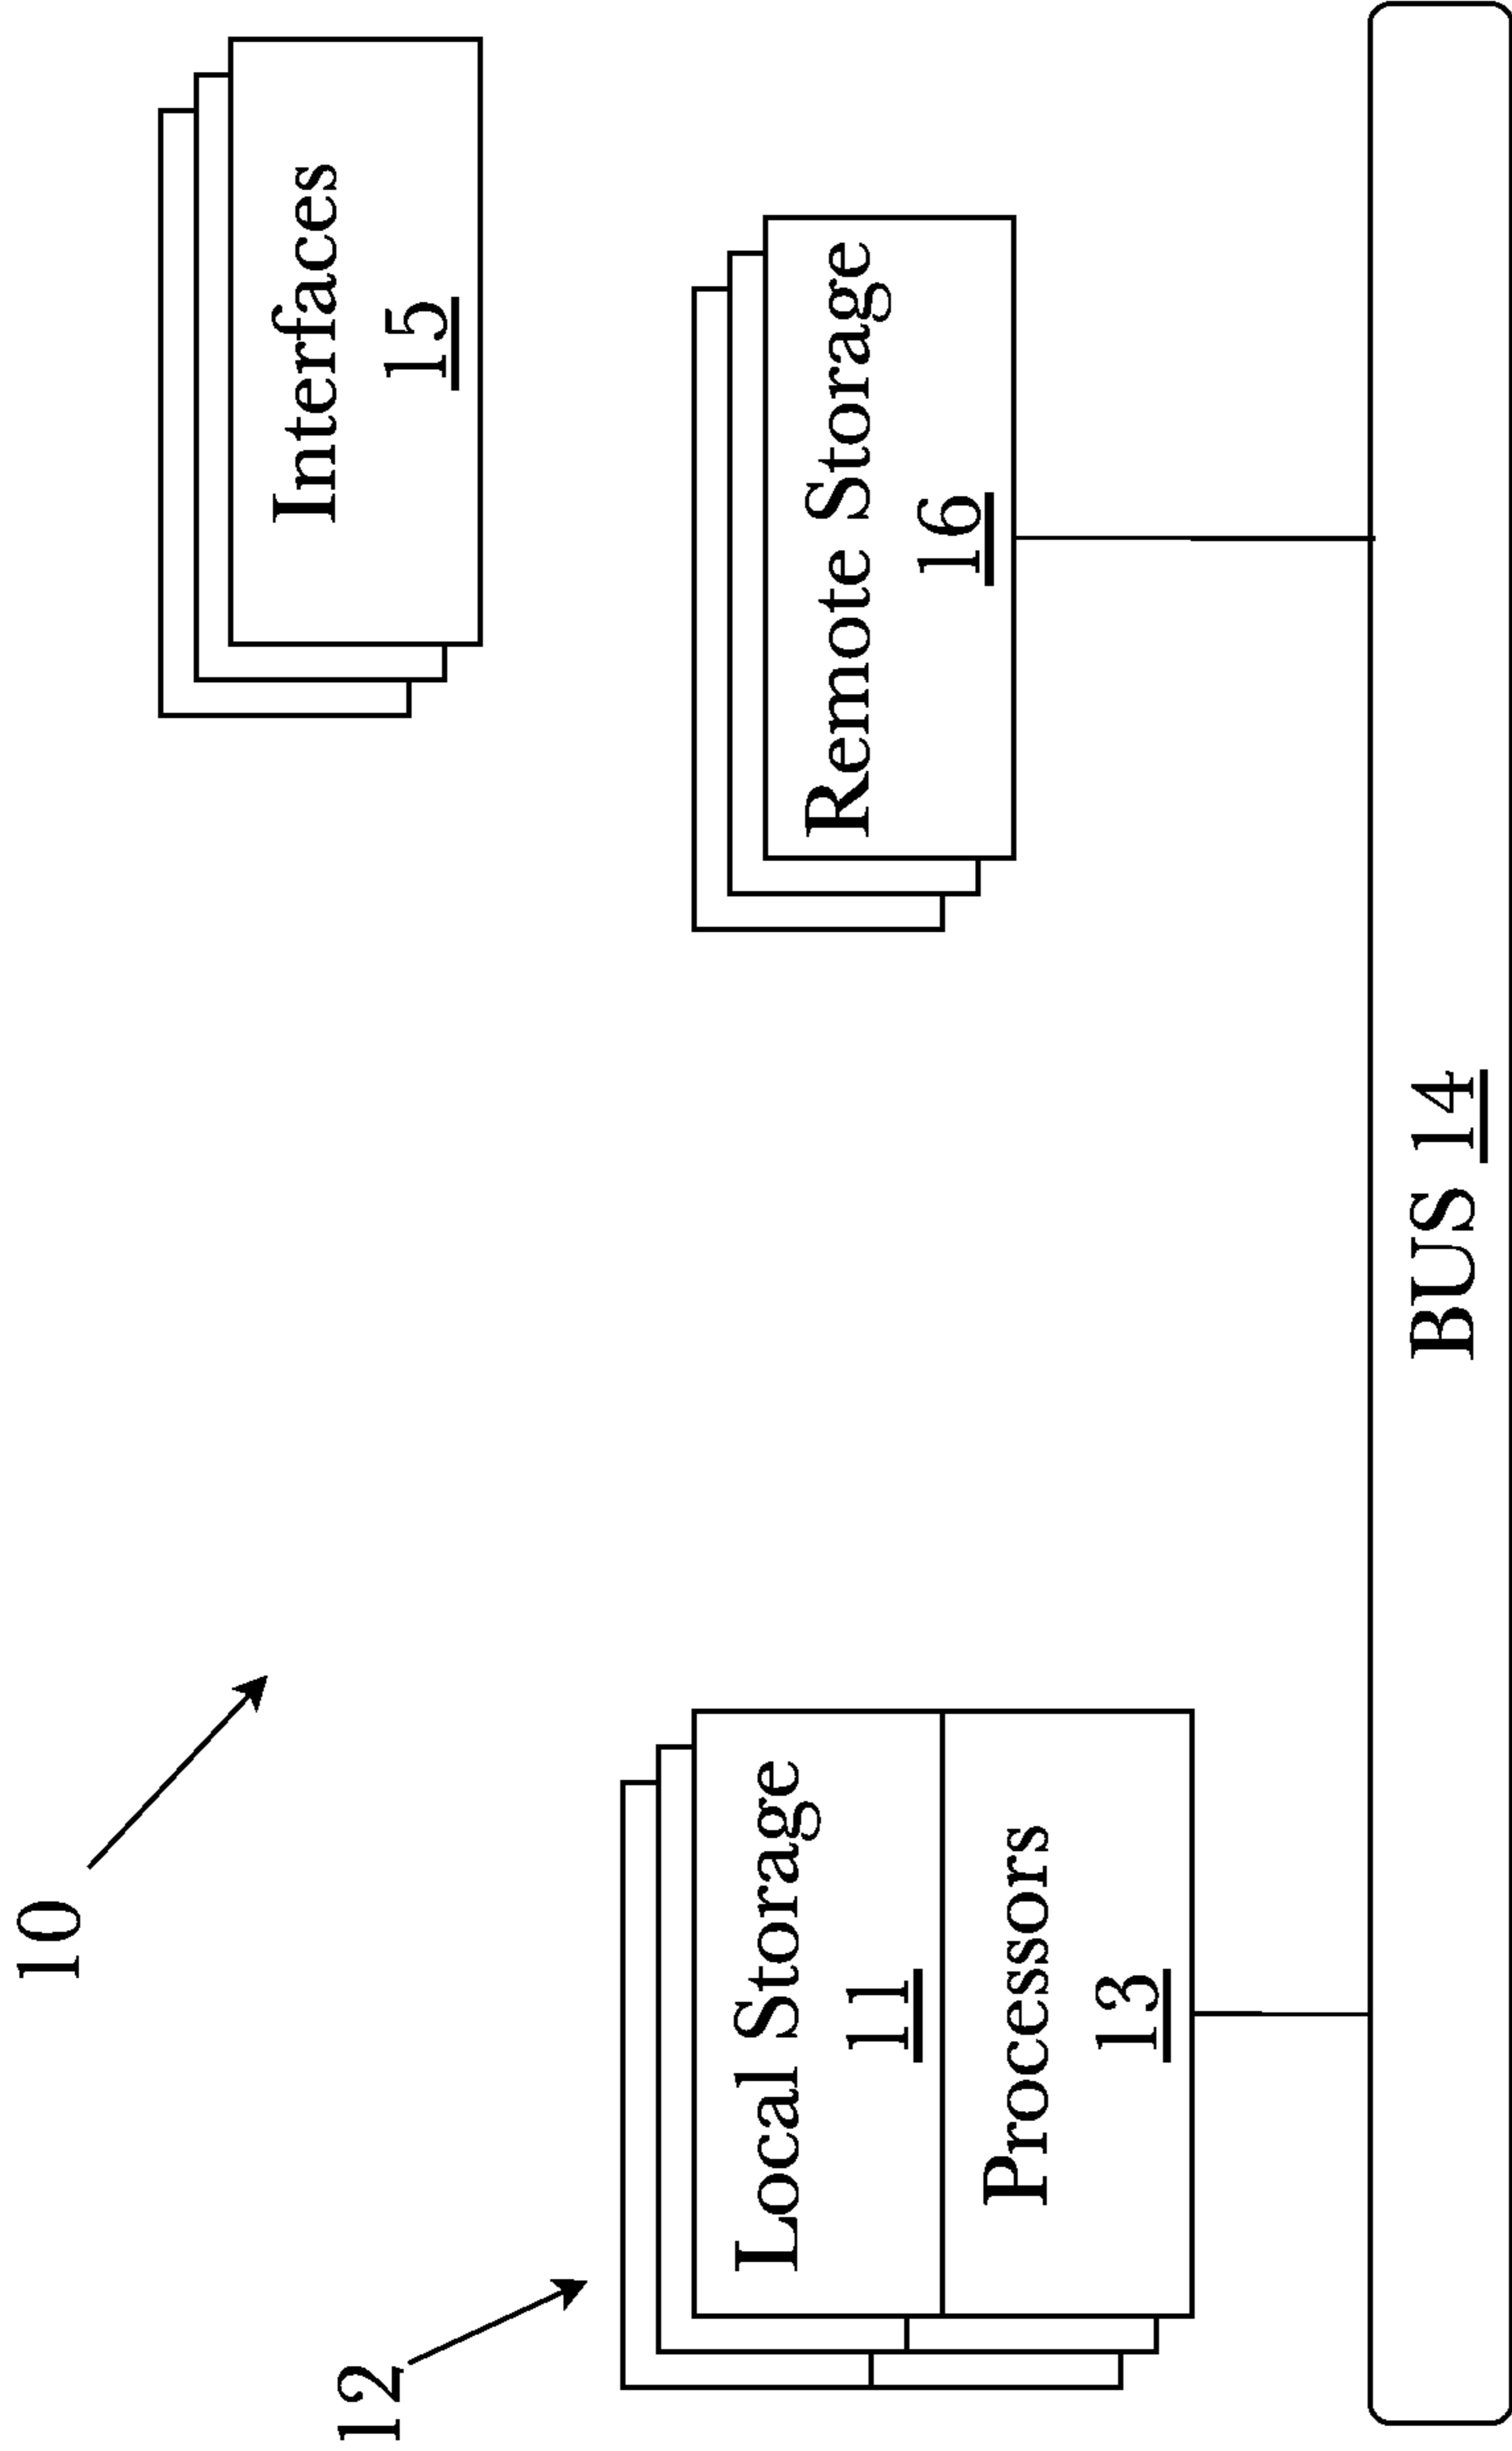 10
12
Interfaces
15
Local Storage
11
Processors
13
Remote Storage
16
BUS 14